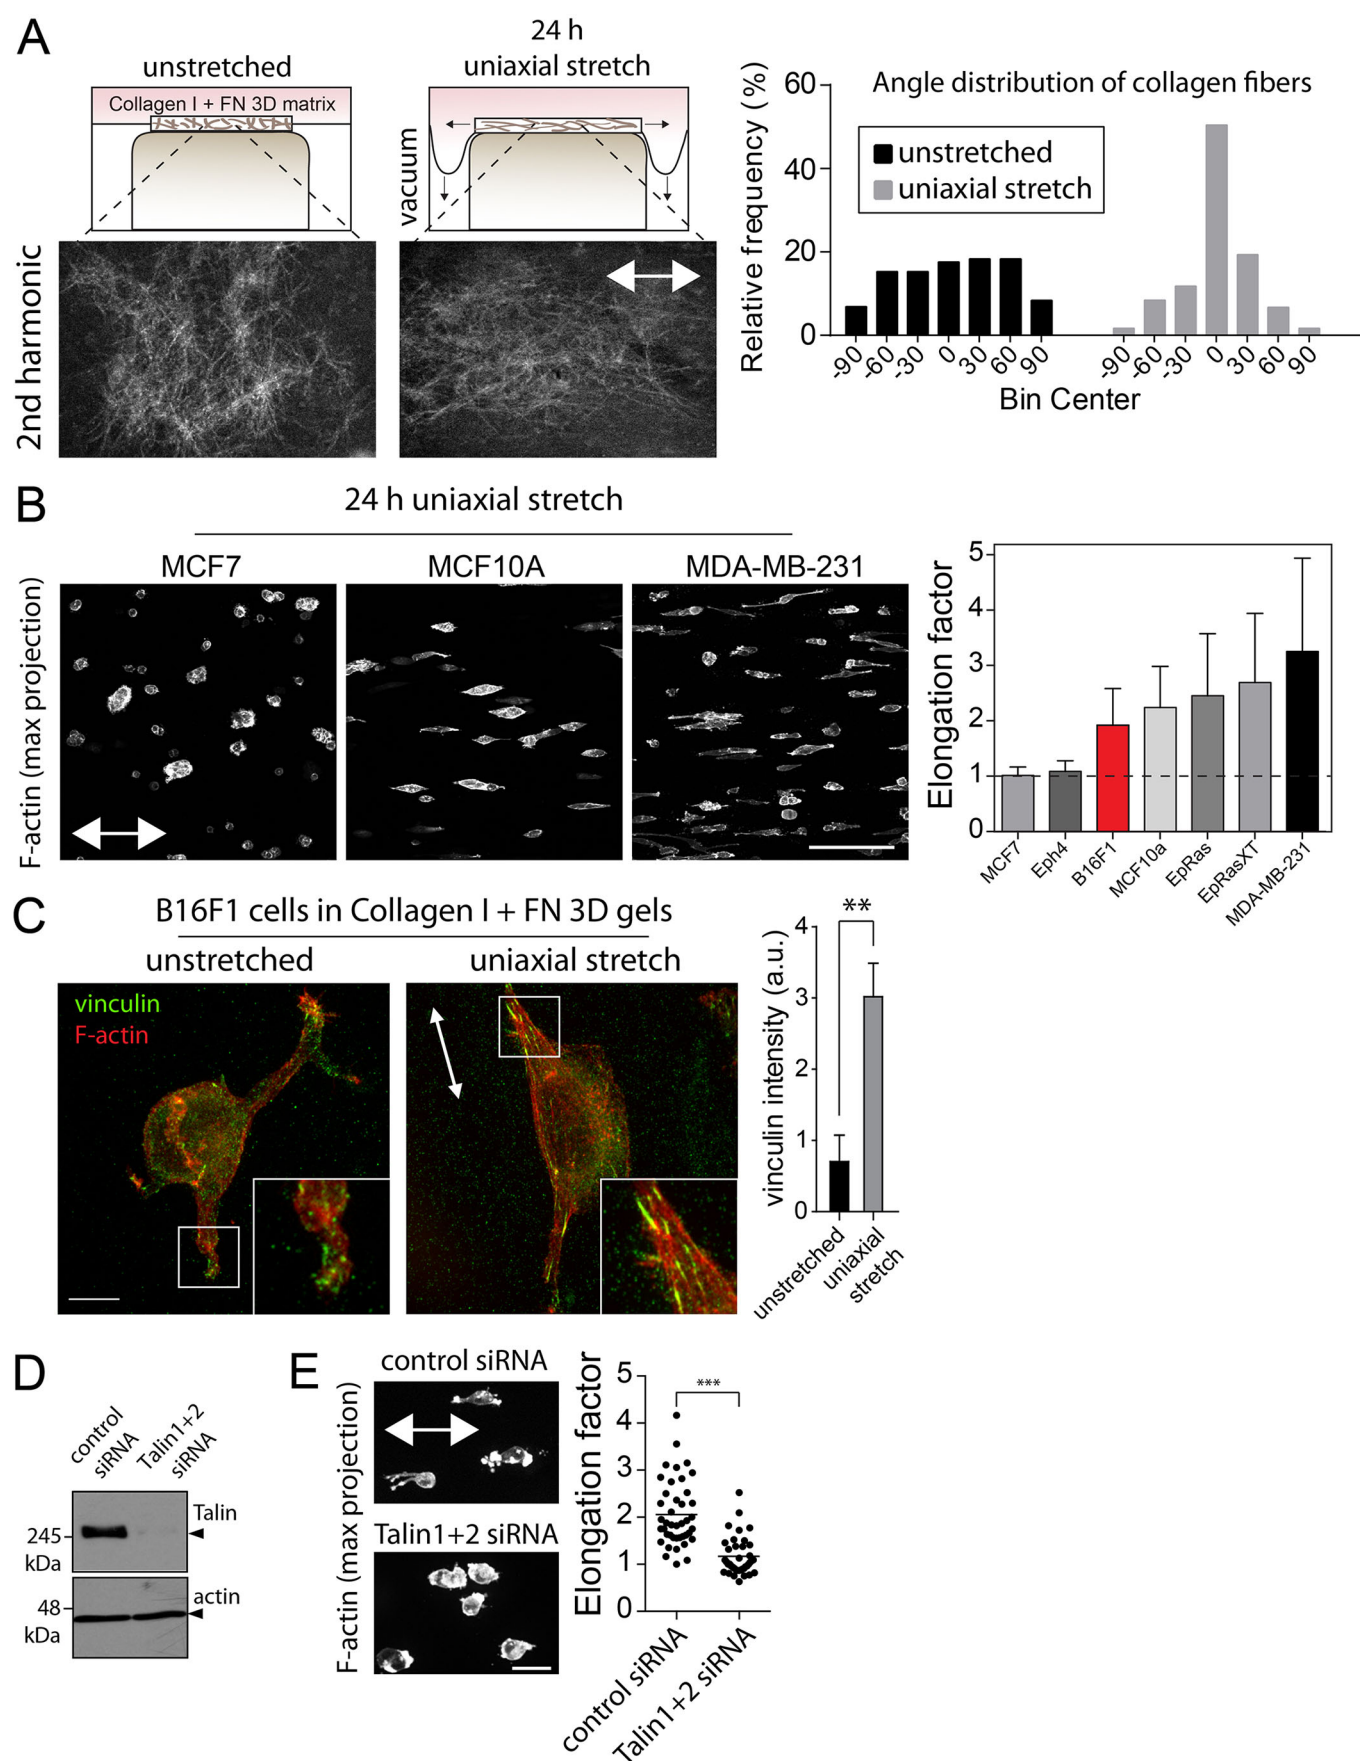 A
unstretched
24 h
uniaxial stretch
Collagen I + FN 3D matrix
vacuum
2nd harmonic
Angle distribution of collagen fibers
unstretched
uniaxial stretch
Relative frequency (%)
60
40
20
0
-90 -60 -30 0 30 60 90 -90 -60 -30 0 30 60 90
Bin Center
B
24 h uniaxial stretch
MCF7 MCF10A MDA-MB-231
F-actin (max projection)
Elongation factor
5
4
3
2
1
0
MCF7 Eph4 B16F1 MCF10a EpRas EpRasXT MDA-MB-231
C
B16F1 cells in Collagen I + FN 3D gels
unstretched uniaxial stretch
vinculin
F-actin
vinculin intensity (a.u.)
**
4
3
2
1
0
unstretched
uniaxial
stretch
D
control
siRNA
Talin1+2
siRNA
Talin
245
kDa
actin
48
kDa
E
control siRNA
Talin1+2 siRNA
F-actin (max projection)
Elongation factor
***
5
4
3
2
1
0
control siRNA
Talin1+2 siRNA